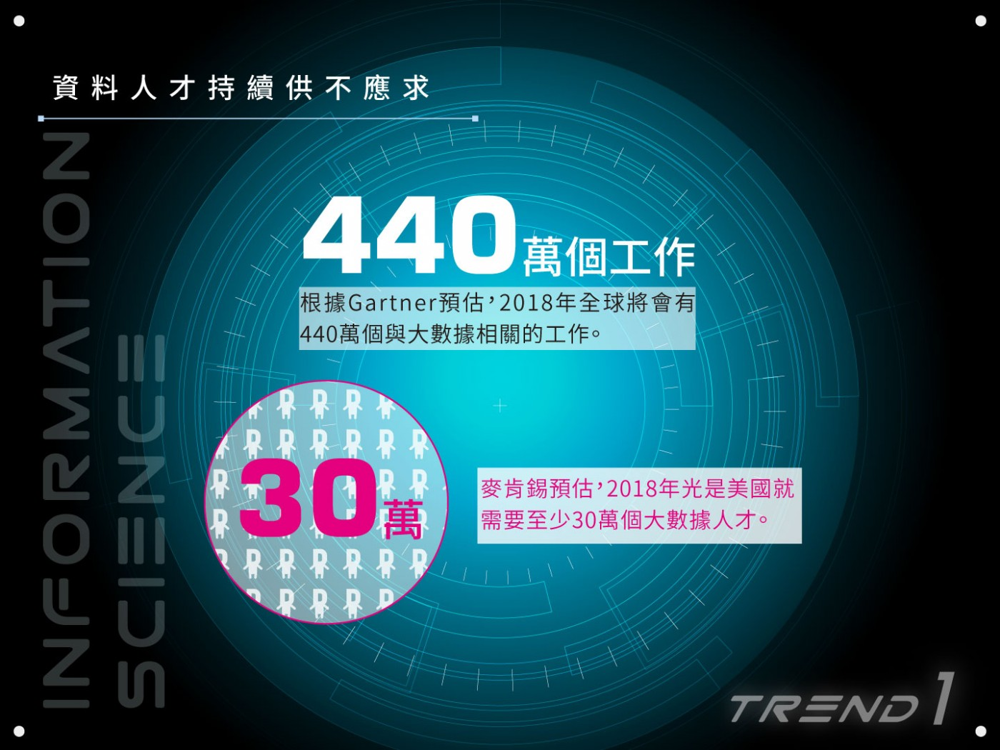 資料人才持續供不應求
INFORMATION
SCIENCE
440萬個工作
根據Gartner預估，2018年全球將會有
440萬個與大數據相關的工作。
30萬
麥肯錫預估，2018年光是美國就
需要至少30萬個大數據人才。
TREND 1